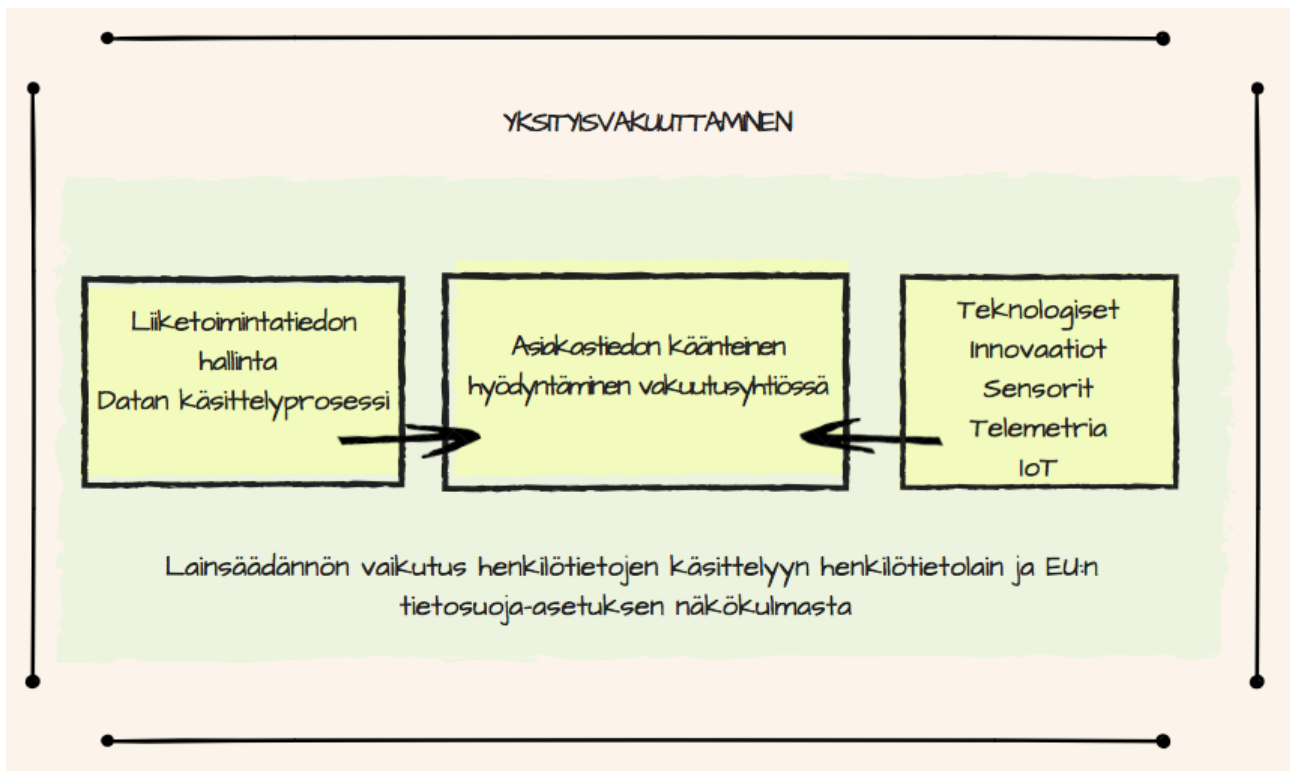 YKSITYISVAKUUTTAMINEN
Liiketoimintatiedon
hallinta
Datan käsittelyprosessi
Asiakastiedon käänteinen
hyödyntäminen vakuutusyhtiössä
Teknologiset
Innovaatiot
Sensorit
Telemetria
IoT
Lainsäädännön vaikutus henkilötietojen käsittelyyn henkilötietolain ja EU:n
tietosuoja-asetuksen näkökulmasta